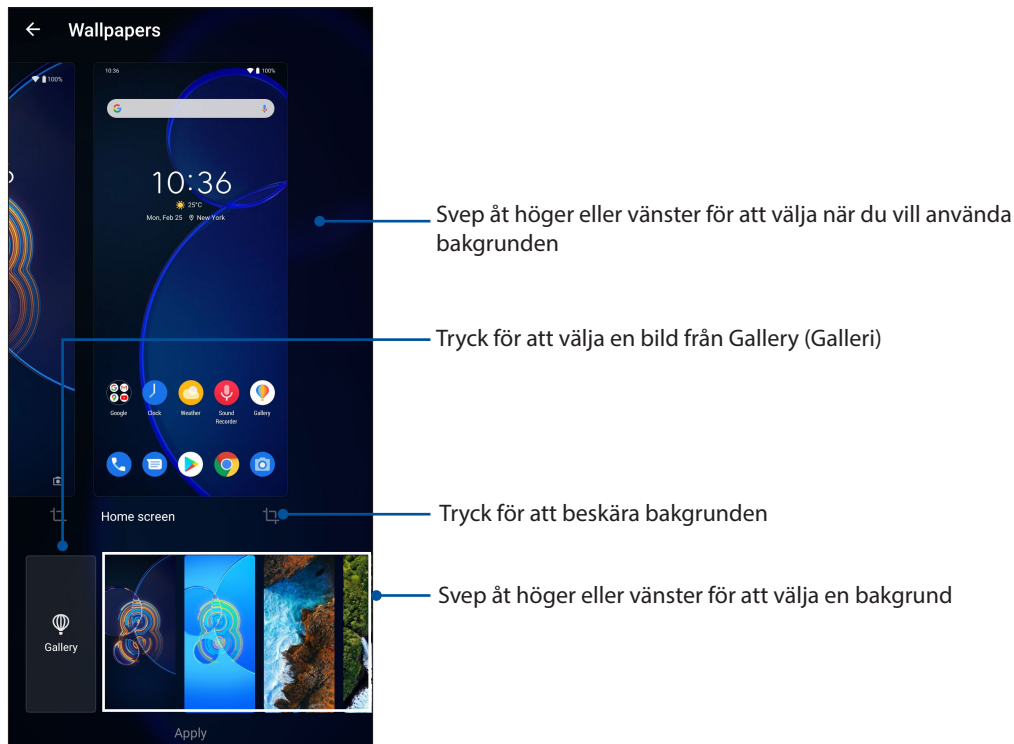 Wallpapers
100%
10:36
100%
10:36
25°C
Mon, Feb 25 New York
Svep åt höger eller vänster för att välja när du vill använda
bakgrunden
Tryck för att välja en bild från Gallery (Galleri)
Google
Clock
Weather
Sound
Recorder
Gallery
Home screen
Tryck för att beskära bakgrunden
Svep åt höger eller vänster för att välja en bakgrund
Gallery
Apply